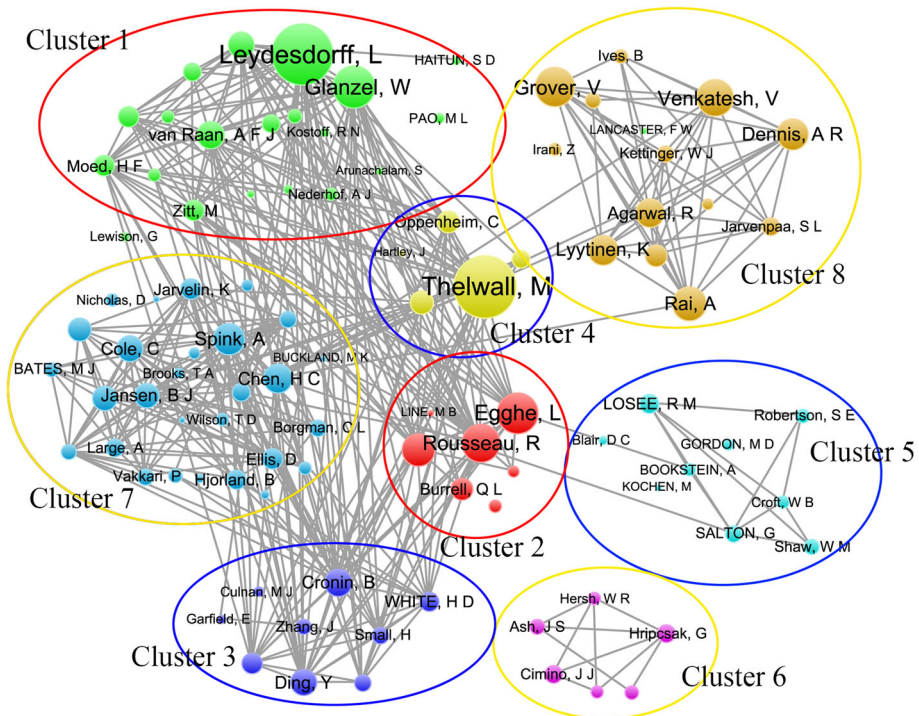 Cluster 1
Leydesdorff, L
HAITUN, S D
Glanzel, W
PAO, M L
van Raan, A F J
Kostoff, R N
Moed, H F
Arunachalam, S
Nederhof, A J
Zitt, M
Lewison, G
Ives, B
Grover, V
Venkatesh, V
LANCASTER, F W
Dennis, A R
Irani, Z
Kettinger, W J
Agarwal, R
Jarvenpaa, S L
Lyytinen, K
Cluster 8
Rai, A
Oppenheim, C
Hartley, J
Thelwall, M
Cluster 4
Jarvelin, K
Nicholas, D
Spink, A
Cole, C
BUCKLAND, M K
BATES, M J
Brooks, T A
Chen, H C
Jansen, B J
Wilson, T D
Borgman, C L
Large, A
Ellis, D
Vakkari, P
Hjorland, B
Cluster 7
LINE, M B
Egghe, L
Rousseau, R
Burrell, Q L
Cluster 2
LOSEE, R M
Robertson, S E
Blair, D C
GORDON, M D
Cluster 5
BOOKSTEIN, A
KOCHEN, M
Croft, W B
SALTON, G
Shaw, W M
Cronin, B
Culnan, M J
WHITE, H D
Garfield, E
Zhang, J
Small, H
Cluster 3
Ding, Y
Hersh, W R
Ash, J S
Hripcsak, G
Cimino, J J
Cluster 6